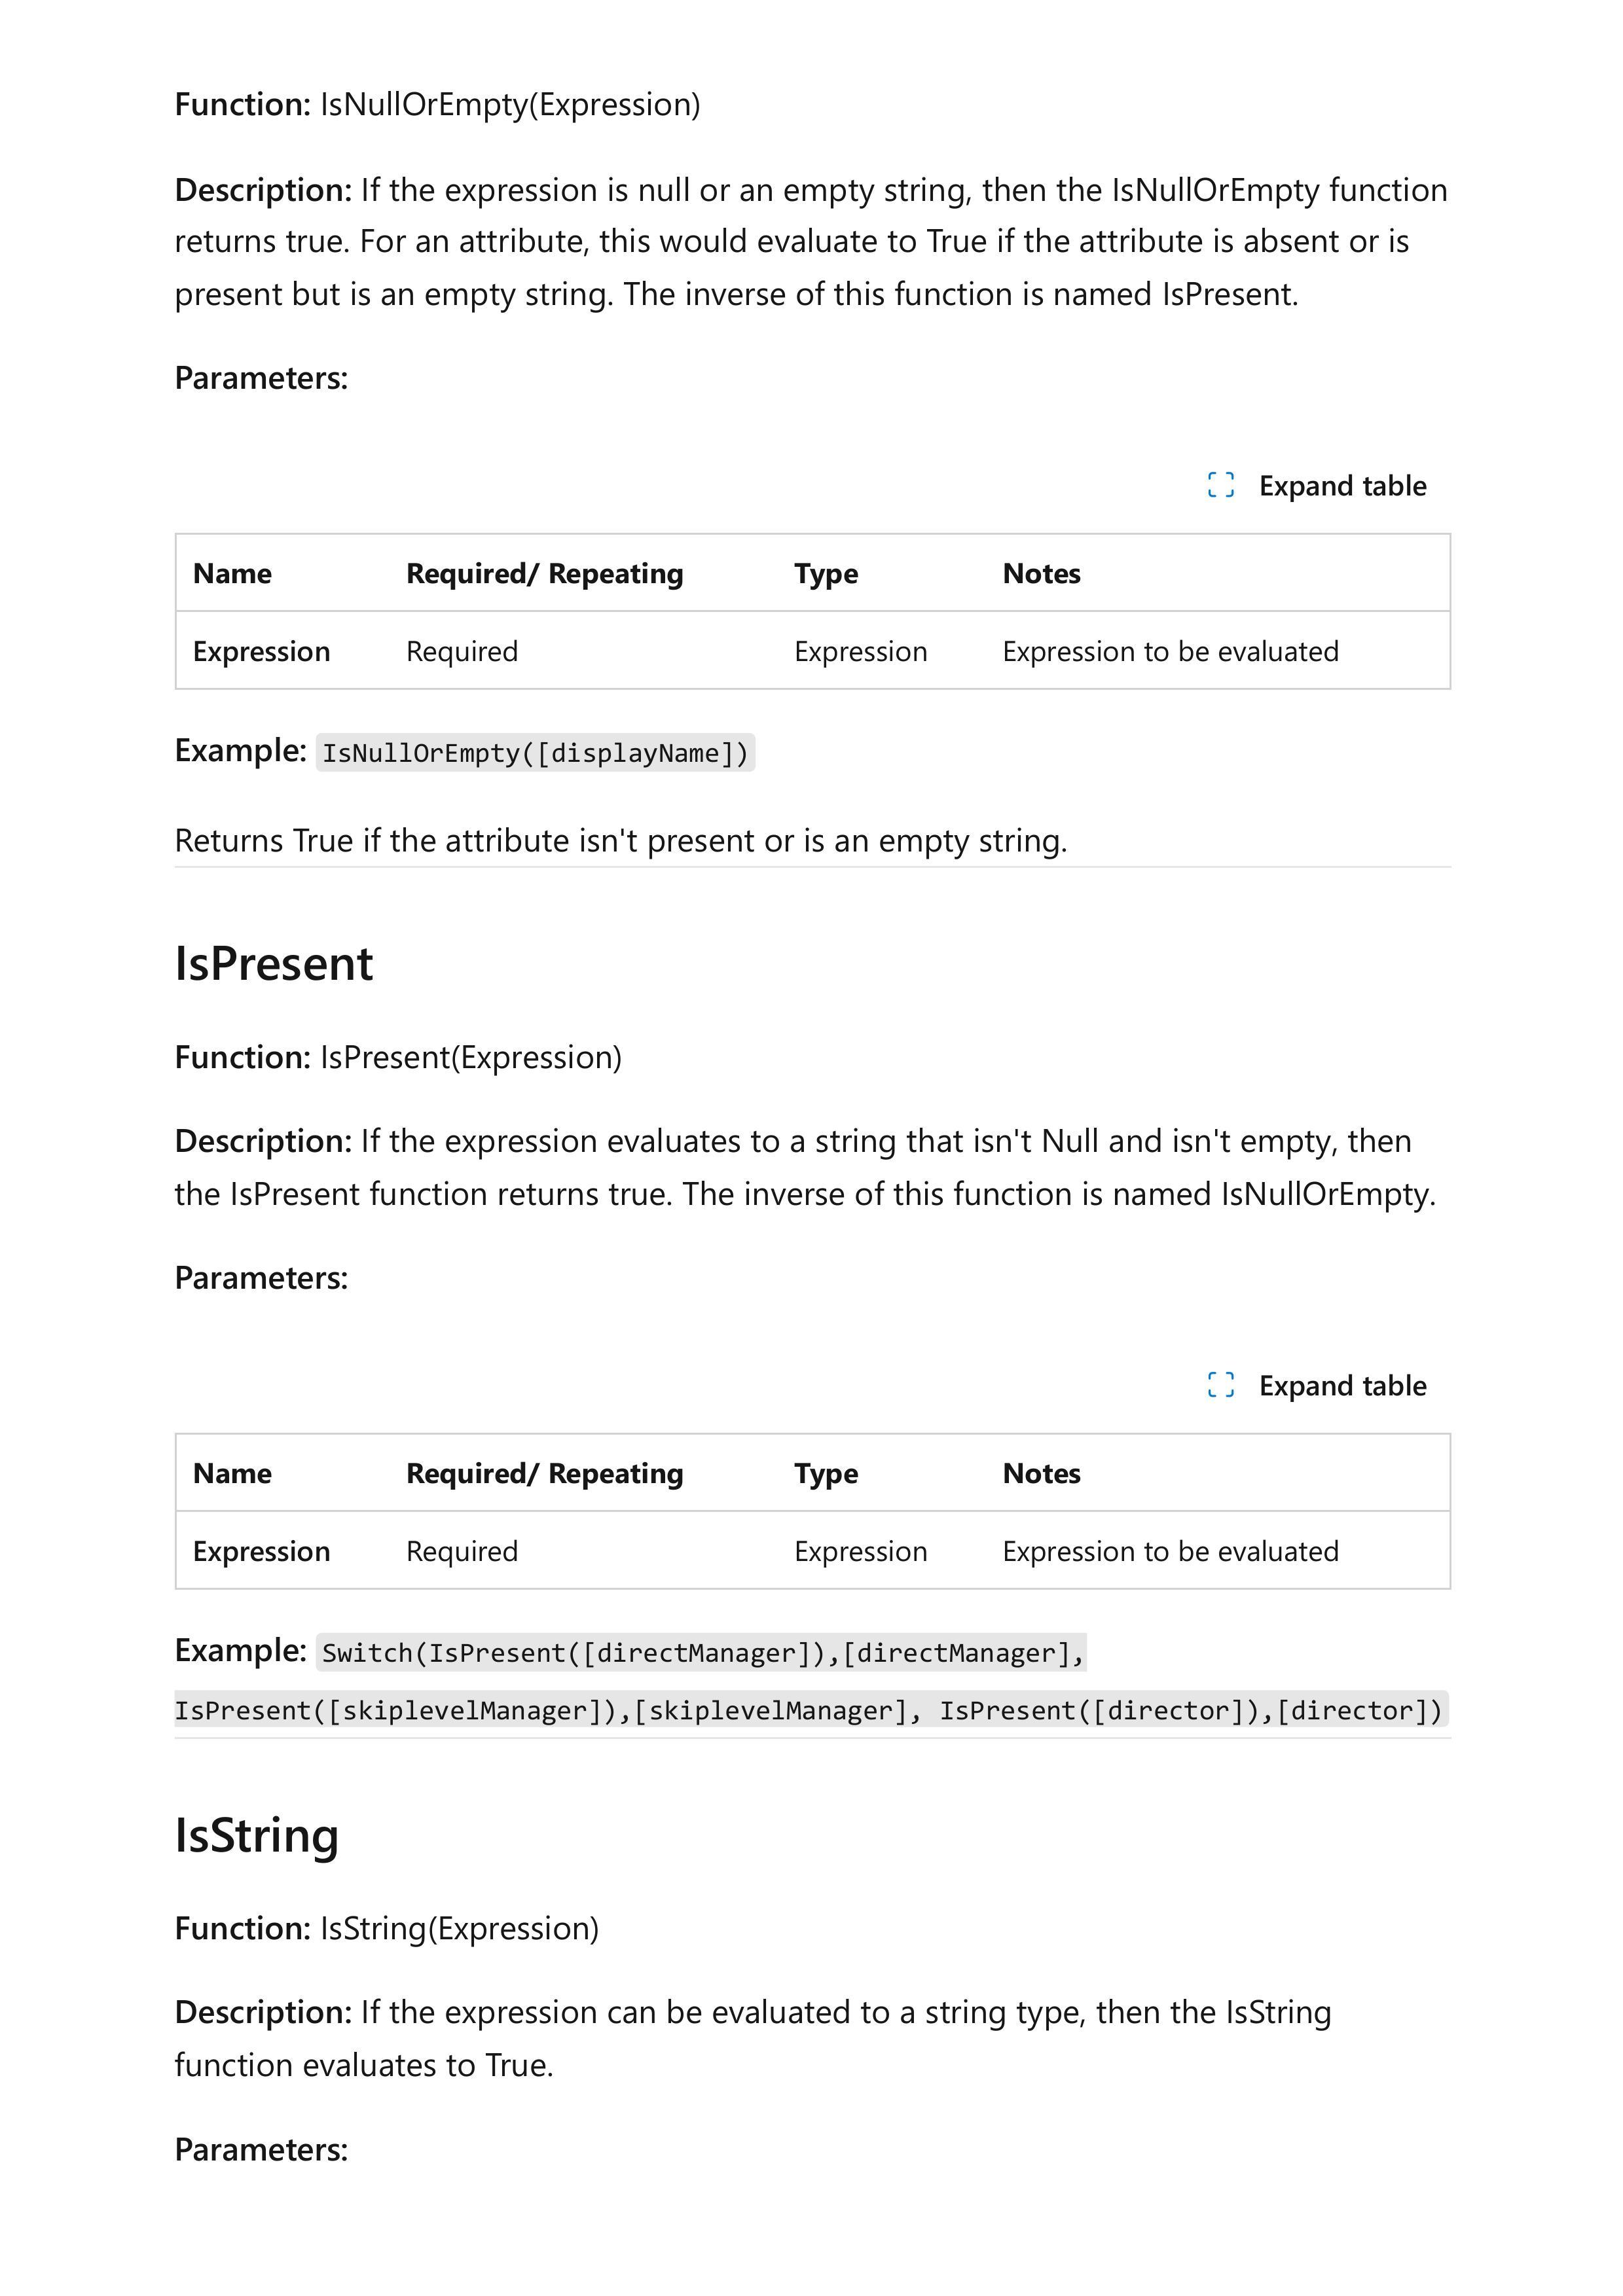 Function: IsNullOrEmpty(Expression)
Description: If the expression is null or an empty string, then the IsNullOrEmpty function
returns true. For an attribute, this would evaluate to True if the attribute is absent or is
present but is an empty string. The inverse of this function is named IsPresent.
Parameters:
Expand table
Name Required/ Repeating Type Notes
Expression Required Expression Expression to be evaluated
Example: IsNullOrEmpty([displayName])
Returns True if the attribute isn't present or is an empty string.
IsPresent
Function: IsPresent(Expression)
Description: If the expression evaluates to a string that isn't Null and isn't empty, then
the IsPresent function returns true. The inverse of this function is named IsNullOrEmpty.
Parameters:
Expand table
Name Required/ Repeating Type Notes
Expression Required Expression Expression to be evaluated
Example: Switch(IsPresent([directManager]),[directManager],
IsPresent([skiplevelManager]),[skiplevelManager], IsPresent([director]),[director])
IsString
Function: IsString(Expression)
Description: If the expression can be evaluated to a string type, then the IsString
function evaluates to True.
Parameters: